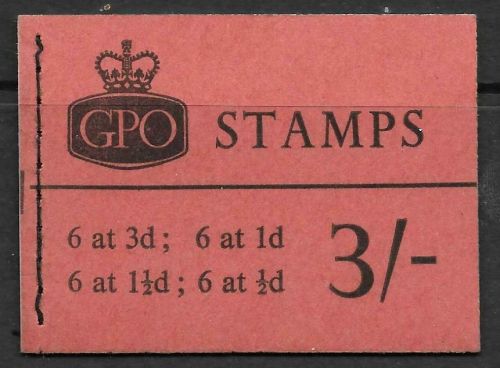 GPO STAMPS
6 at 3d; 6 at 1d
6 at 1½d; 6 at ½d
3/-